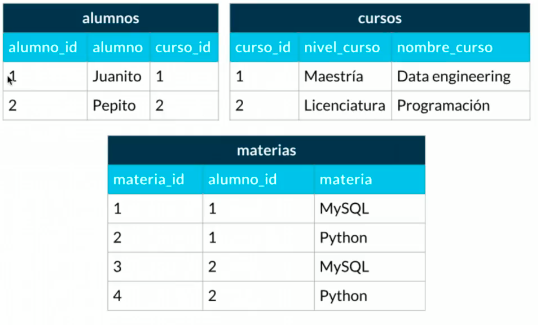 alumnos
alumno_id alumno curso_id
1 Juanito 1
2 Pepito 2
cursos
curso_id nivel_curso nombre_curso
1 Maestría Data engineering
2 Licenciatura Programación
materias
materia_id alumno_id materia
1 1 MySQL
2 1 Python
3 2 MySQL
4 2 Python